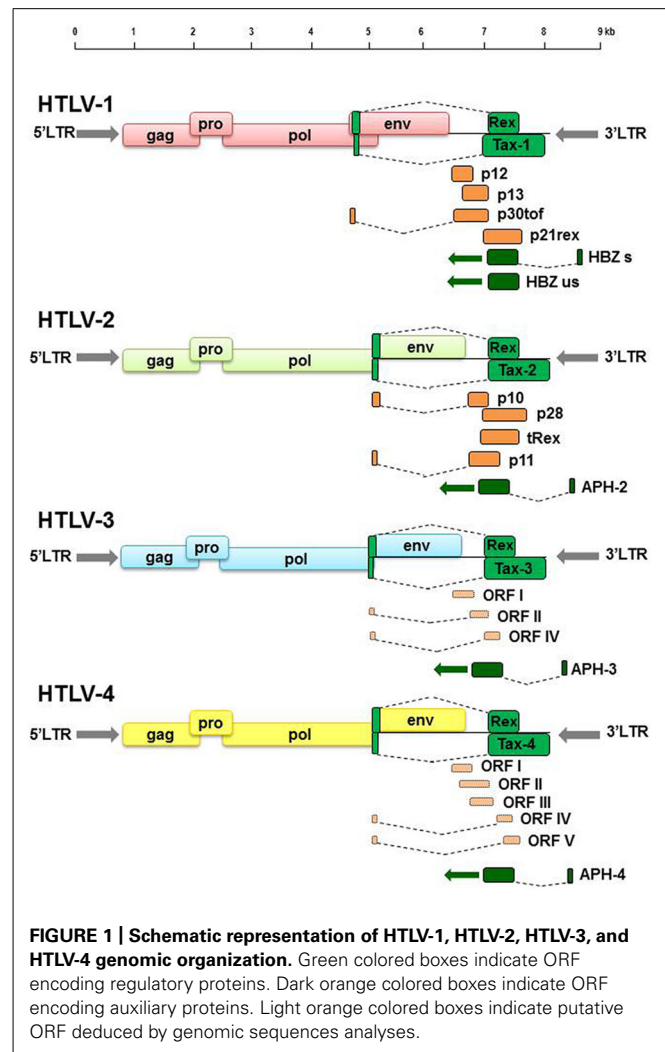 0 1 2 3 4 5 6 7 8 9 kb
HTLV-1
5'LTR gag pro pol env Rex Tax-1 3'LTR
p12
p13
p30tof
p21rex
HBZ s
HBZ us
HTLV-2
5'LTR gag pro pol env Rex Tax-2 3'LTR
p10
p28
tRex
p11
APH-2
HTLV-3
5'LTR gag pro pol env Rex Tax-3 3'LTR
ORF I
ORF II
ORF IV
APH-3
HTLV-4
5'LTR gag pro pol env Rex Tax-4 3'LTR
ORF I
ORF II
ORF III
ORF IV
ORF V
APH-4
FIGURE 1 | Schematic representation of HTLV-1, HTLV-2, HTLV-3, and
HTLV-4 genomic organization. Green colored boxes indicate ORF
encoding regulatory proteins. Dark orange colored boxes indicate ORF
encoding auxiliary proteins. Light orange colored boxes indicate putative
ORF deduced by genomic sequences analyses.